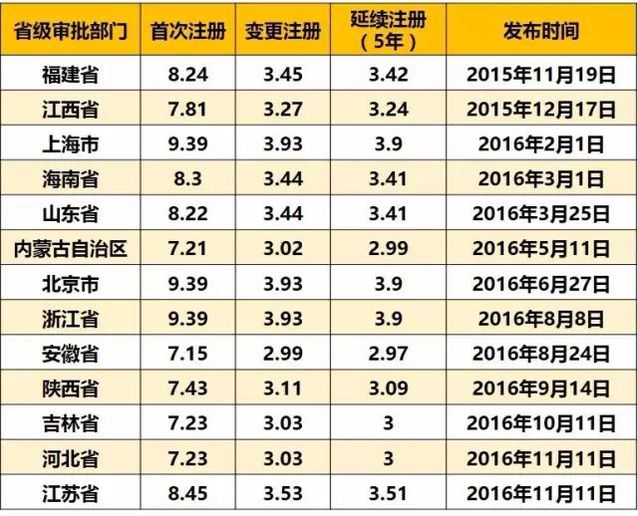 省级审批部门 首次注册 变更注册 延续注册（5年） 发布时间
福建省 8.24 3.45 3.42 2015年11月19日
江西省 7.81 3.27 3.24 2015年12月17日
上海市 9.39 3.93 3.9 2016年2月1日
海南省 8.3 3.44 3.41 2016年3月1日
山东省 8.22 3.44 3.41 2016年3月25日
内蒙古自治区 7.21 3.02 2.99 2016年5月11日
北京市 9.39 3.93 3.9 2016年6月27日
浙江省 9.39 3.93 3.9 2016年8月8日
安徽省 7.15 2.99 2.97 2016年8月24日
陕西省 7.43 3.11 3.09 2016年9月14日
吉林省 7.23 3.03 3 2016年10月11日
河北省 7.23 3.03 3 2016年11月11日
江苏省 8.45 3.53 3.51 2016年11月11日